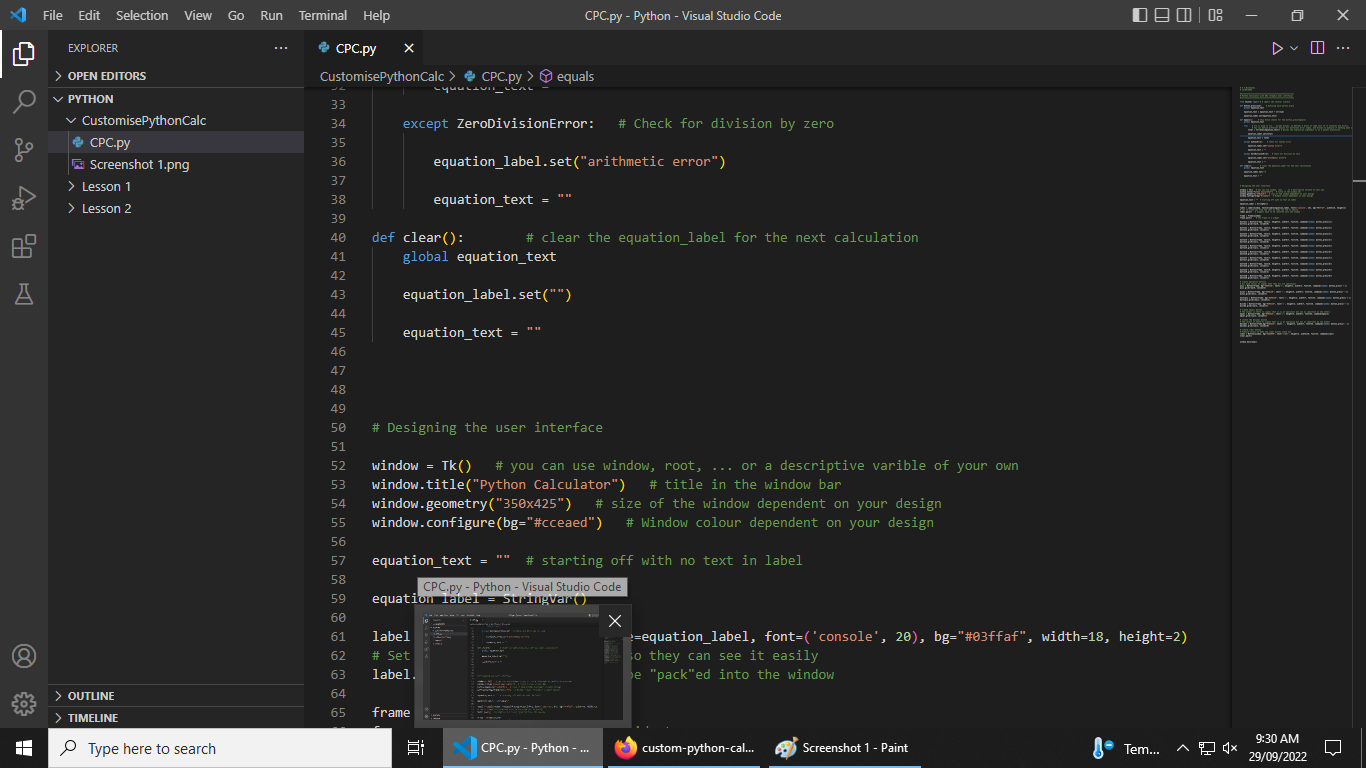 File Edit Selection View Go Run Terminal Help
CPC.py - Python - Visual Studio Code
EXPLORER
OPEN EDITORS
PYTHON
CustomisePythonCalc
CPC.py
Screenshot 1.png
Lesson 1
Lesson 2
OUTLINE
TIMELINE
CPC.py
CustomisePythonCalc > CPC.py > equals
32 equation_text =
33
34 except ZeroDivisionError: # Check for division by zero
35
36 equation_label.set("arithmetic error")
37
38 equation_text = ""
39
40 def clear(): # clear the equation_label for the next calculation
41 global equation_text
42
43 equation_label.set("")
44
45 equation_text = ""
46
47
48
49
50 # Designing the user interface
51
52 window = Tk() # you can use window, root, ... or a descriptive varible of your own
53 window.title("Python Calculator") # title in the window bar
54 window.geometry("350x425") # size of the window dependent on your design
55 window.configure(bg="#cceaed") # Window colour dependent on your design
56
57 equation_text = "" # starting off with no text in label
58
CPC.py - Python - Visual Studio Code
59 equation_label = StringVar()
60
61 label e=equation_label, font=('console', 20), bg="#03ffaf", width=18, height=2)
62 # Set so they can see it easily
63 label. "pack"ed into the window
64
65 frame
Type here to search
CPC.py - Python - ...
custom-python-cal...
Screenshot 1 - Paint
Tem...
9:30 AM
29/09/2022